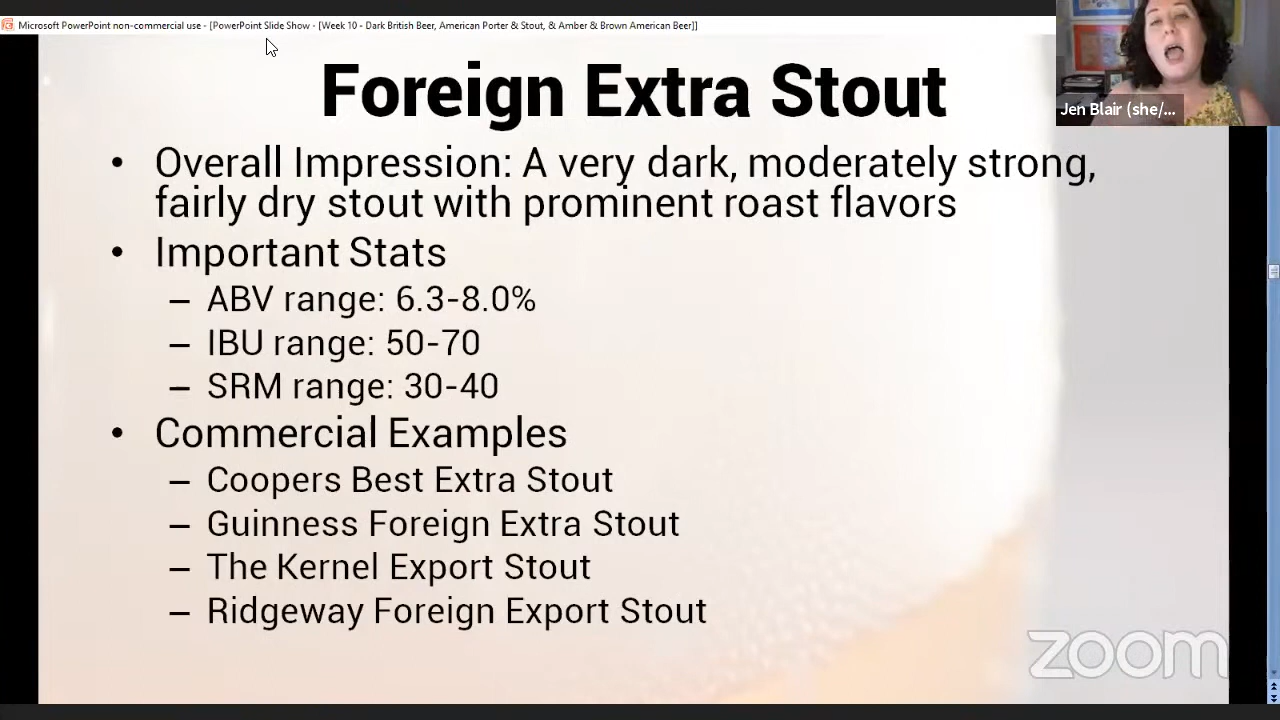 Microsoft PowerPoint non-commercial use - [PowerPoint Slide Show - [Week 10 - Dark British Beer, American Porter & Stout, & Amber & Brown American Beer]]
Foreign Extra Stout
Jen Blair (she/...
• Overall Impression: A very dark, moderately strong,
fairly dry stout with prominent roast flavors
• Important Stats
– ABV range: 6.3-8.0%
– IBU range: 50-70
– SRM range: 30-40
• Commercial Examples
– Coopers Best Extra Stout
– Guinness Foreign Extra Stout
– The Kernel Export Stout
– Ridgeway Foreign Export Stout
zoom